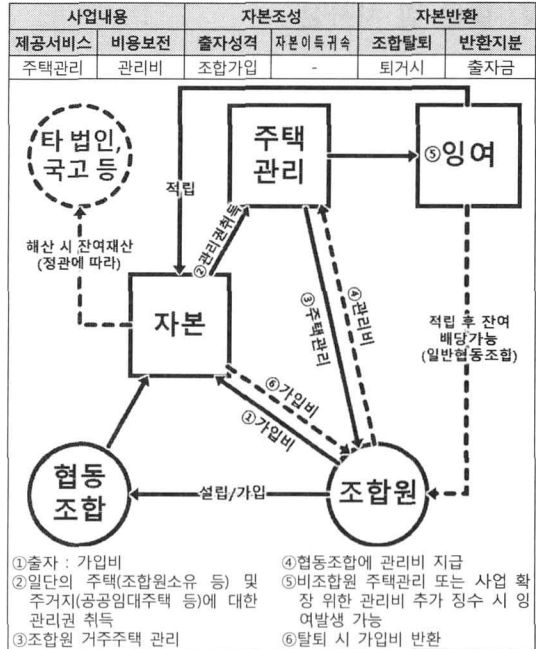 사업내용 자본조성 자본반환
제공서비스 비용보전 출자성격 자본이득귀속 조합탈퇴 반환지분
주택관리 관리비 조합가입 - 퇴거시 출자금
타 법인,
국고 등
주택
관리
⑤잉여
적립
②관리권취득
해산 시 잔여재산
(정관에 따라)
자본
③주택관리
④관리비
적립 후 잔여
배당가능
(일반협동조합)
⑥가입비
①가입비
협동
조합
설립/가입
조합원
①출자 : 가입비
②일단의 주택(조합원소유 등) 및
주거지(공공임대주택 등)에 대한
관리권 취득
③조합원 거주주택 관리
④협동조합에 관리비 지급
⑤비조합원 주택관리 또는 사업 확
장 위한 관리비 추가 징수 시 잉
여발생 가능
⑥탈퇴 시 가입비 반환